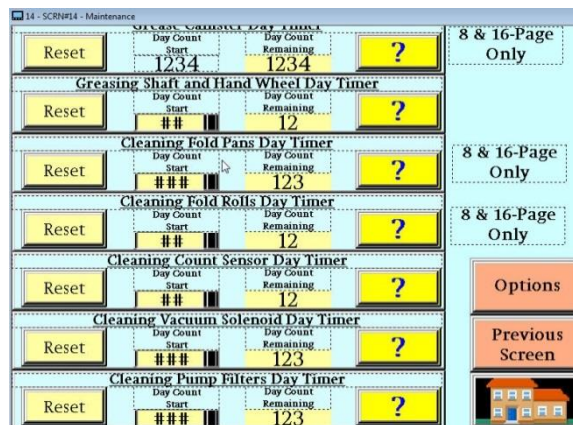 14 - SCRN#14 - Maintenance
Grease Canister Day Timer
Reset
Day Count
Start
1234
Day Count
Remaining
1234
?
8 & 16-Page
Only
Greasing Shaft and Hand Wheel Day Timer
Reset
Day Count
Start
##
Day Count
Remaining
12
?
Cleaning Fold Pans Day Timer
Reset
Day Count
Start
###
Day Count
Remaining
123
?
8 & 16-Page
Only
Cleaning Fold Rolls Day Timer
Reset
Day Count
Start
##
Day Count
Remaining
12
?
8 & 16-Page
Only
Cleaning Count Sensor Day Timer
Reset
Day Count
Start
##
Day Count
Remaining
12
?
Options
Cleaning Vacuum Solenoid Day Timer
Reset
Day Count
Start
###
Day Count
Remaining
123
?
Previous
Screen
Cleaning Pump Filters Day Timer
Reset
Day Count
Start
###
Day Count
Remaining
123
?